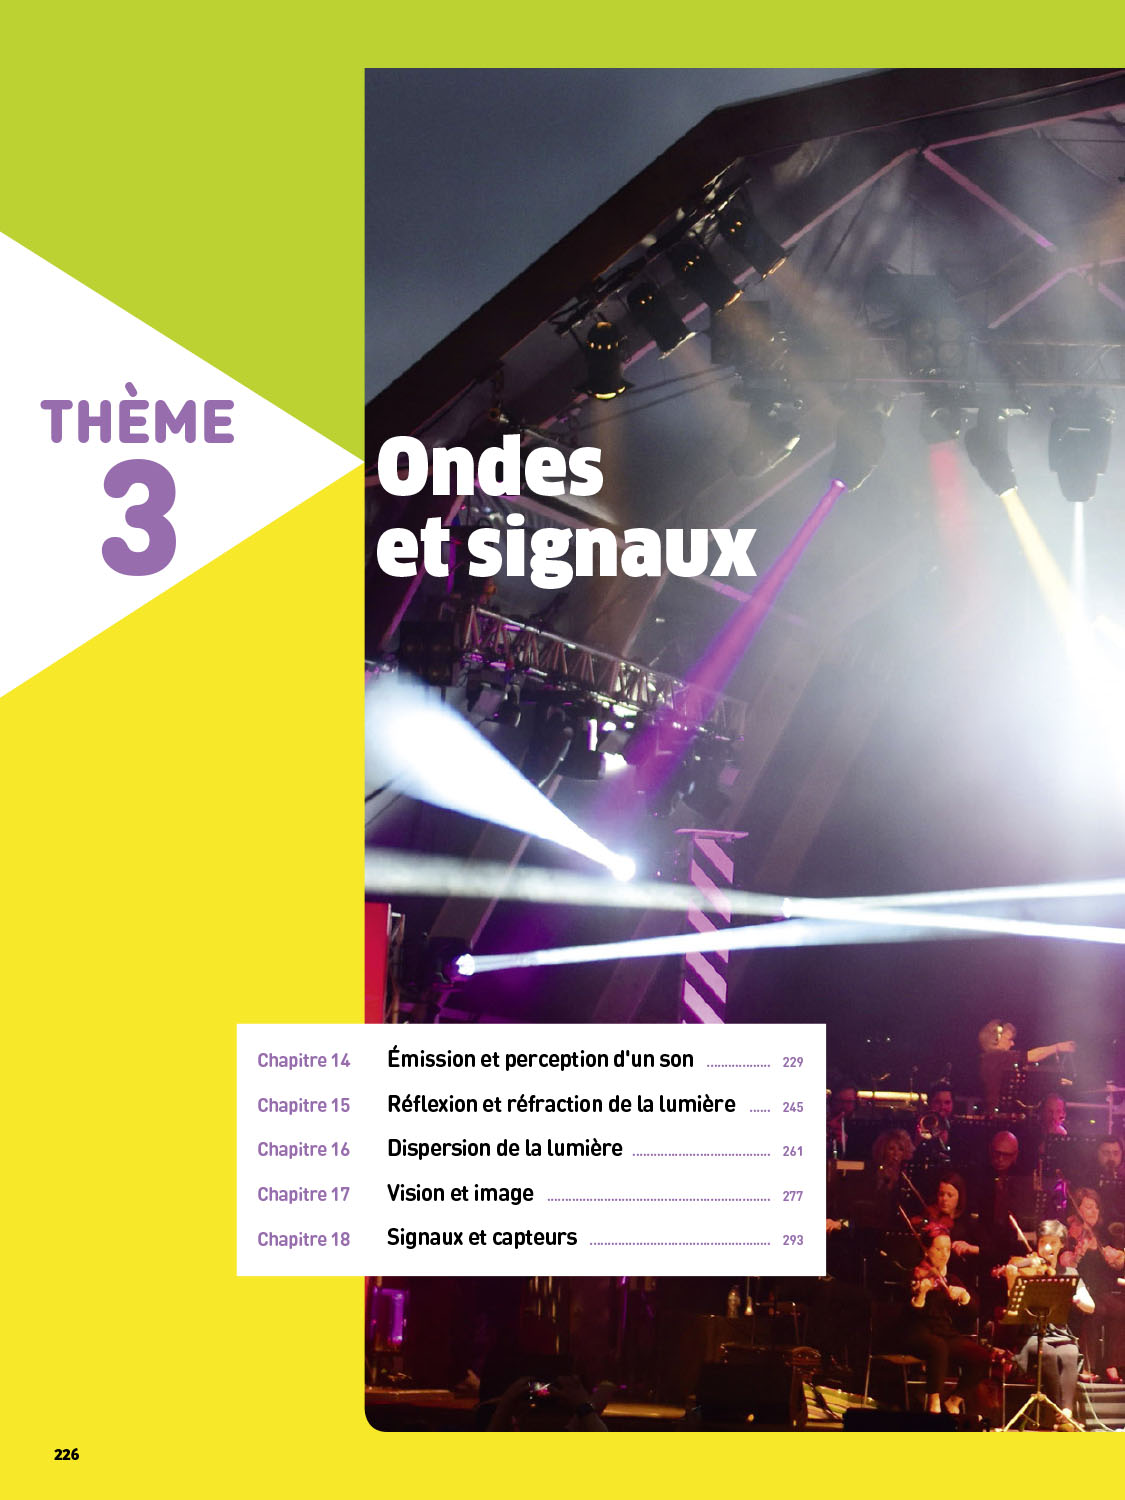 THÈME
3
Ondes
et signaux
Chapitre 14 Émission et perception d'un son .................. 229
Chapitre 15 Réflexion et réfraction de la lumière ...... 245
Chapitre 16 Dispersion de la lumière ....................................... 261
Chapitre 17 Vision et image ............................................................... 277
Chapitre 18 Signaux et capteurs ................................................... 293
226